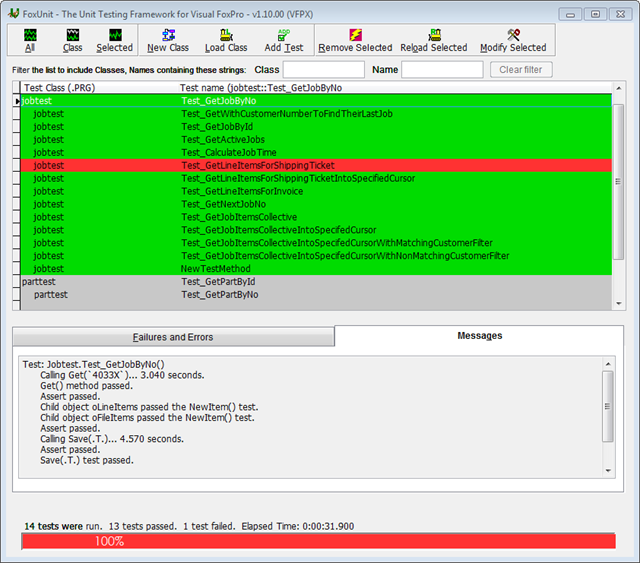 FoxUnit - The Unit Testing Framework for Visual FoxPro - v1.10.00 (VFPX)
All Class Selected New Class Load Class ADD Add Test Remove Selected Reload Selected Modify Selected
Filter the list to include Classes, Names containing these strings: Class Name Clear filter
Test Class (.PRG) Test name (jobtest::Test_GetJobByNo
jobtest Test_GetJobByNo
jobtest Test_GetWithCustomerNumberToFindTheirLastJob
jobtest Test_GetJobById
jobtest Test_GetActiveJobs
jobtest Test_CalculateJobTime
jobtest Test_GetLineItemsForShippingTicket
jobtest Test_GetLineItemsForShippingTicketIntoSpecifiedCursor
jobtest Test_GetLineItemsForInvoice
jobtest Test_GetNextJobNo
jobtest Test_GetJobItemsCollective
jobtest Test_GetJobItemsCollectiveIntoSpecifedCursor
jobtest Test_GetJobItemsCollectiveIntoSpecifedCursorWithMatchingCustomerFilter
jobtest Test_GetJobItemsCollectiveIntoSpecifedCursorWithNonMatchingCustomerFilter
jobtest NewTestMethod
parttest Test_GetPartById
parttest Test_GetPartByNo
Failures and Errors Messages
Test: Jobtest.Test_GetJobByNo()
Calling Get(`4033X`)... 3.040 seconds.
Get() method passed.
Assert passed.
Child object oLineItems passed the NewItem() test.
Child object oFileItems passed the NewItem() test.
Assert passed.
Calling Save(.T.)... 4.570 seconds.
Assert passed.
Save(.T.) test passed.
14 tests were run. 13 tests passed. 1 test failed. Elapsed Time: 0:00:31.900
100%